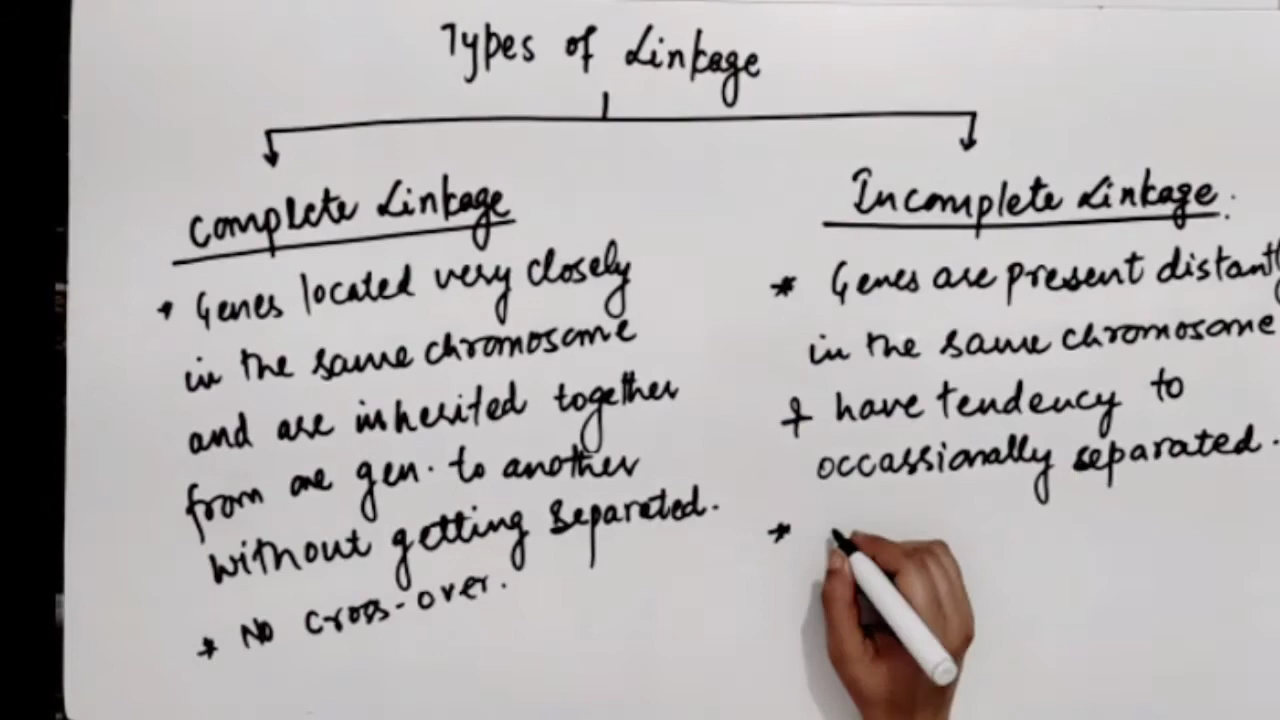 Types of Linkage
Complete Linkage
* Genes located very closely
in the same chromosome
and are inherited together
from one gen. to another
without getting separated.
* No cross-over.
Incomplete Linkage.
* Genes are present distantl
in the same chromosome
& have tendency to
occassionally separated.
*